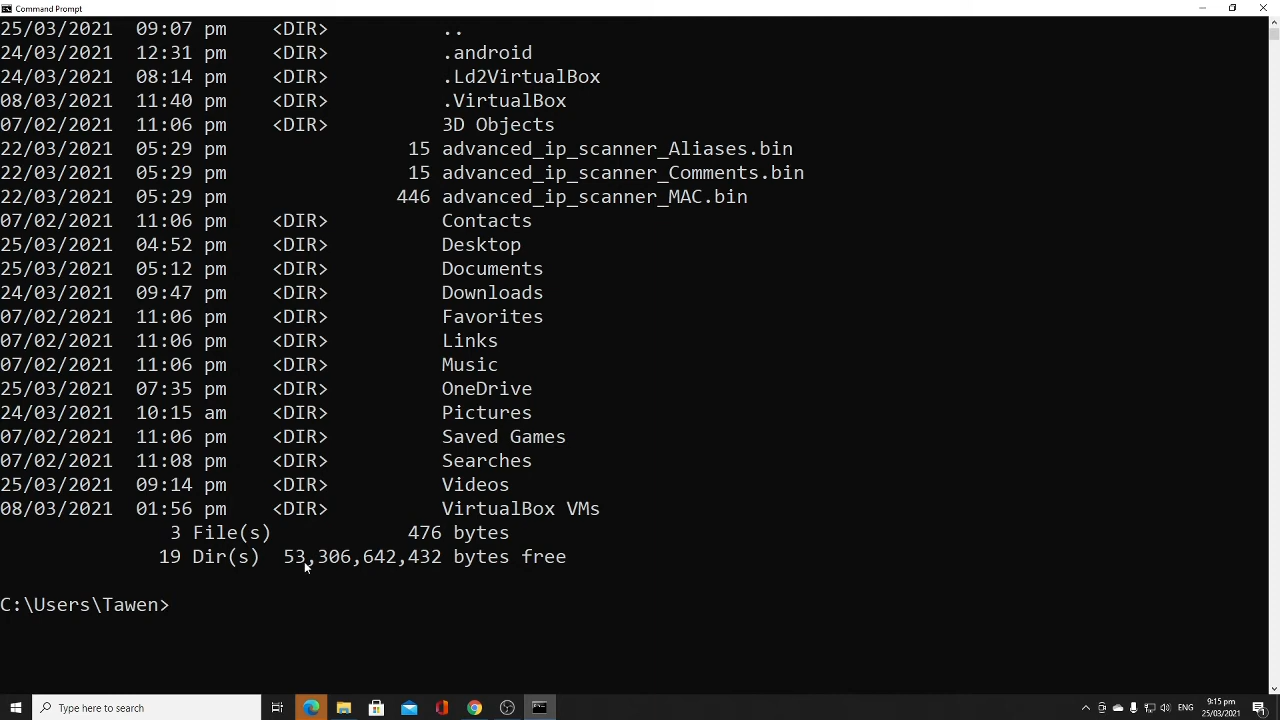 Command Prompt
25/03/2021  09:07 pm    <DIR>          ..
24/03/2021  12:31 pm    <DIR>          .android
24/03/2021  08:14 pm    <DIR>          .Ld2VirtualBox
08/03/2021  11:40 pm    <DIR>          .VirtualBox
07/02/2021  11:06 pm    <DIR>          3D Objects
22/03/2021  05:29 pm                15 advanced_ip_scanner_Aliases.bin
22/03/2021  05:29 pm                15 advanced_ip_scanner_Comments.bin
22/03/2021  05:29 pm               446 advanced_ip_scanner_MAC.bin
07/02/2021  11:06 pm    <DIR>          Contacts
25/03/2021  04:52 pm    <DIR>          Desktop
25/03/2021  05:12 pm    <DIR>          Documents
24/03/2021  09:47 pm    <DIR>          Downloads
07/02/2021  11:06 pm    <DIR>          Favorites
07/02/2021  11:06 pm    <DIR>          Links
07/02/2021  11:06 pm    <DIR>          Music
25/03/2021  07:35 pm    <DIR>          OneDrive
24/03/2021  10:15 am    <DIR>          Pictures
07/02/2021  11:06 pm    <DIR>          Saved Games
07/02/2021  11:08 pm    <DIR>          Searches
25/03/2021  09:14 pm    <DIR>          Videos
08/03/2021  01:56 pm    <DIR>          VirtualBox VMs
3 File(s)            476 bytes
19 Dir(s)  53,306,642,432 bytes free
C:\Users\Tawen>
Type here to search
ENG
9:15 pm
25/03/2021
1